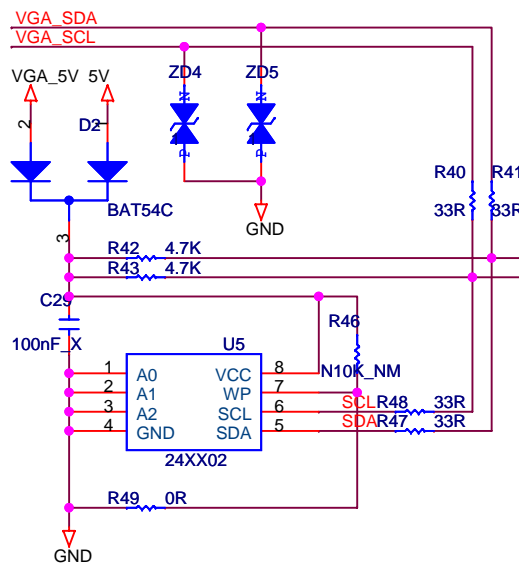 VGA_SDA
VGA_SCL
VGA_5V 5V
ZD4 ZD5
N N
2 1
D2
P P
R40 R41
33R 33R
BAT54C
GND
3
R42 4.7K
R43 4.7K
C29
100nF_X
R46
N10K_NM
U5
1 A0 VCC 8
2 A1 WP 7
3 A2 SCL 6 SCL R48 33R
4 GND SDA 5 SDA R47 33R
24XX02
R49 0R
GND